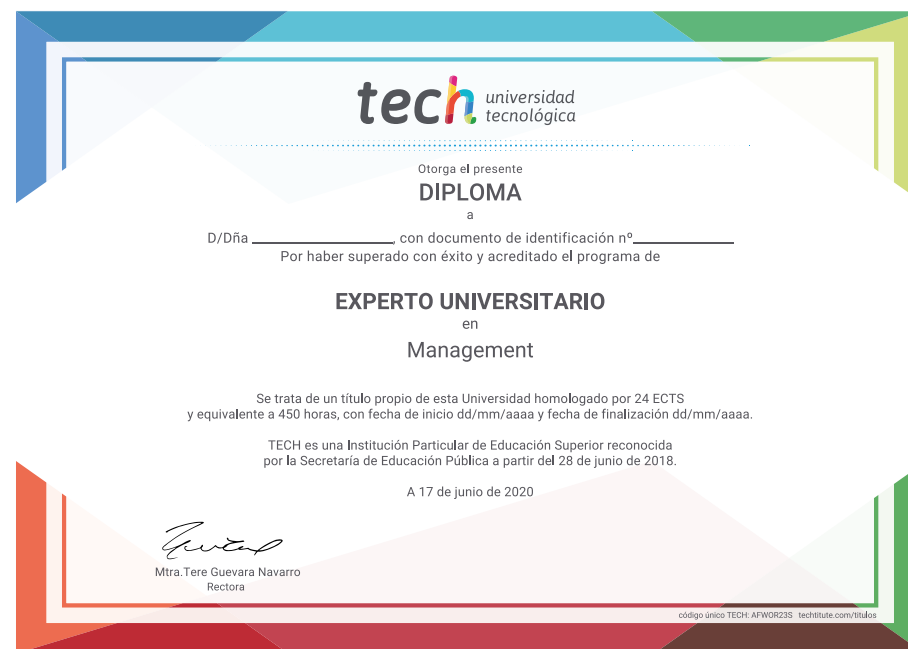 tech universidad
tecnológica
Otorga el presente
DIPLOMA
a
D/Dña ____________________, con documento de identificación nº______________
Por haber superado con éxito y acreditado el programa de
EXPERTO UNIVERSITARIO
en
Management
Se trata de un título propio de esta Universidad homologado por 24 ECTS
y equivalente a 450 horas, con fecha de inicio dd/mm/aaaa y fecha de finalización dd/mm/aaaa.
TECH es una Institución Particular de Educación Superior reconocida
por la Secretaría de Educación Pública a partir del 28 de junio de 2018.
A 17 de junio de 2020
Mtra.Tere Guevara Navarro
Rectora
código único TECH: AFWOR23S techtitute.com/titulos